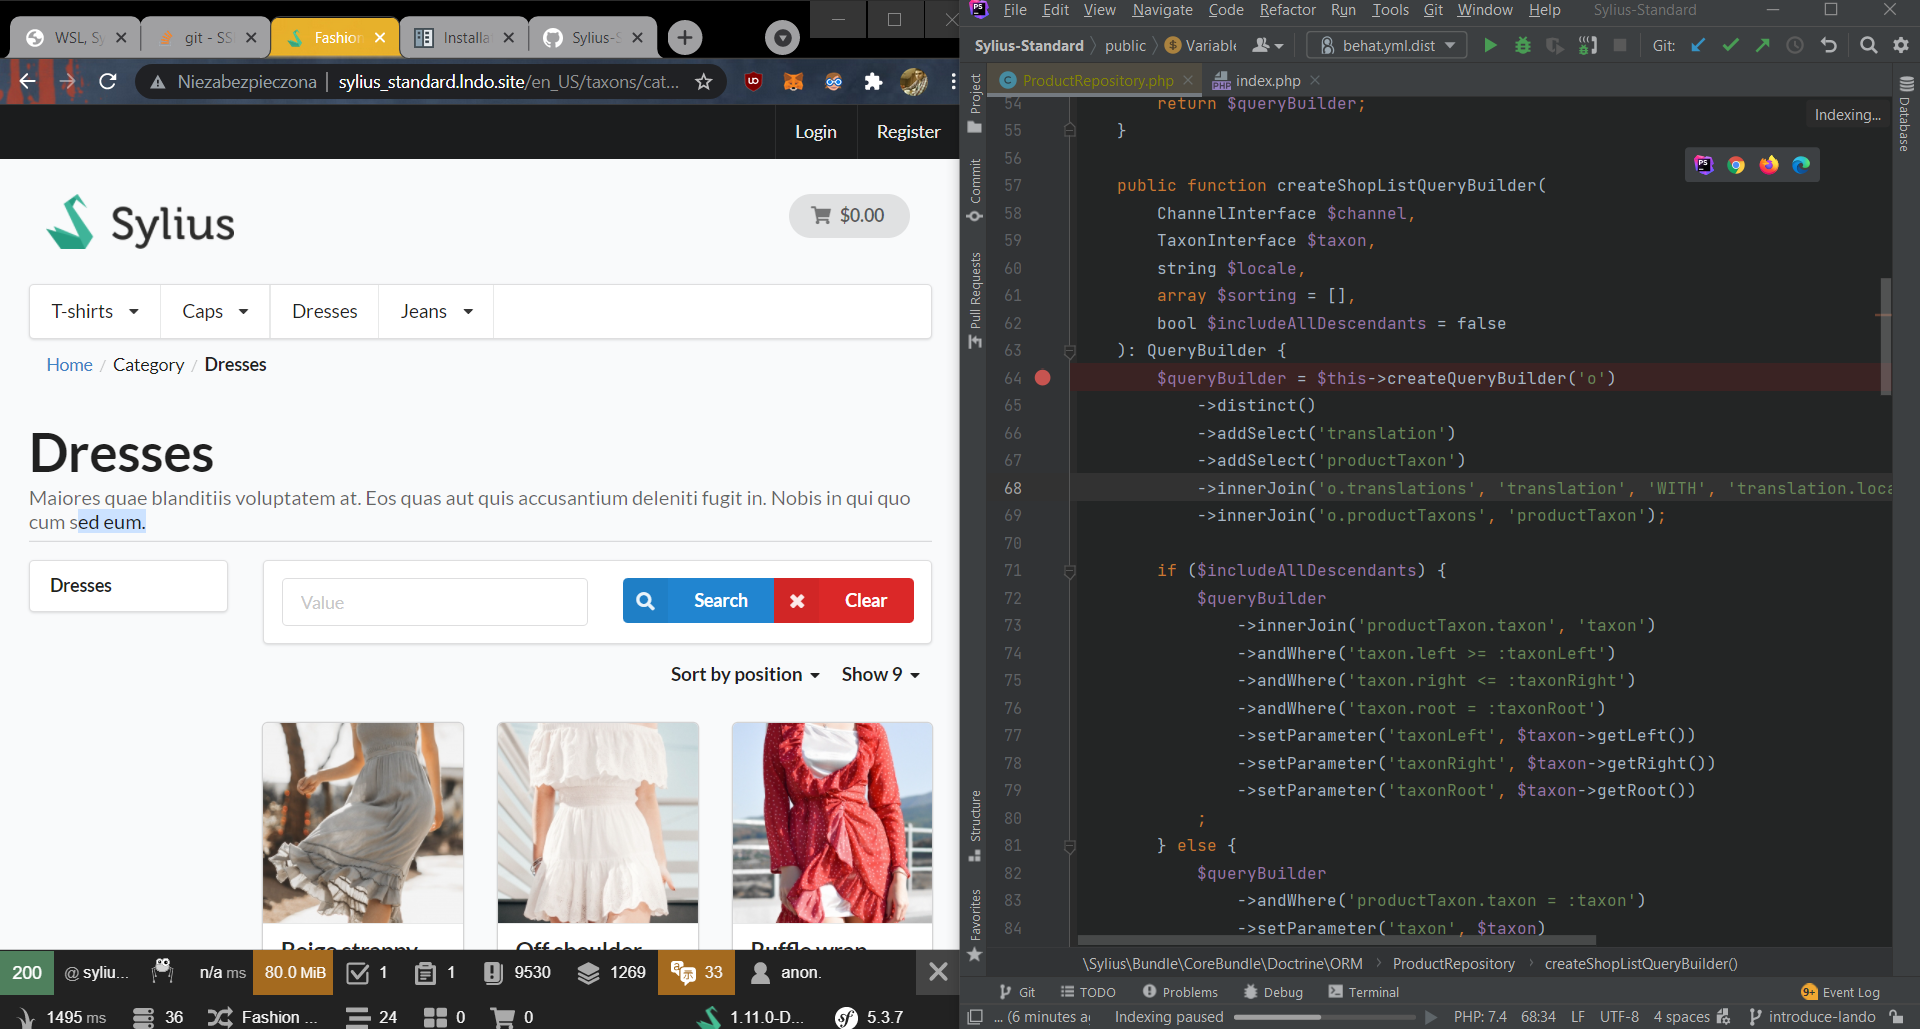 WSL, Sy
git - SS
Fashion
Installa
Sylius-S
Niezabezpieczona | sylius_standard.lndo.site/en_US/taxons/cat...
Login
Register
Sylius
$0.00
T-shirts
Caps
Dresses
Jeans
Home / Category / Dresses
Dresses
Maiores quae blanditiis voluptatem at. Eos quas aut quis accusantium deleniti fugit in. Nobis in qui quo
cum sed eum.
Dresses
Value
Search
Clear
Sort by position
Show 9
Beige strappy
Off shoulder
Ruffle wrap
200
@ syliu...
n/a ms
80.0 MiB
1
1
9530
1269
33
anon.
1495 ms
36
Fashion ...
24
0
0
1.11.0-D...
5.3.7
File Edit View Navigate Code Refactor Run Tools Git Window Help Sylius-Standard
Sylius-Standard
public
Variable
behat.yml.dist
Git:
ProductRepository.php
index.php
Project
Commit
Pull Requests
Structure
Favorites
Database
Indexing...
54 return $queryBuilder;
55 }
56
57 public function createShopListQueryBuilder(
58 ChannelInterface $channel,
59 TaxonInterface $taxon,
60 string $locale,
61 array $sorting = [],
62 bool $includeAllDescendants = false
63 ): QueryBuilder {
64 $queryBuilder = $this->createQueryBuilder('o')
65 ->distinct()
66 ->addSelect('translation')
67 ->addSelect('productTaxon')
68 ->innerJoin('o.translations', 'translation', 'WITH', 'translation.loca
69 ->innerJoin('o.productTaxons', 'productTaxon');
70
71 if ($includeAllDescendants) {
72 $queryBuilder
73 ->innerJoin('productTaxon.taxon', 'taxon')
74 ->andWhere('taxon.left >= :taxonLeft')
75 ->andWhere('taxon.right <= :taxonRight')
76 ->andWhere('taxon.root = :taxonRoot')
77 ->setParameter('taxonLeft', $taxon->getLeft())
78 ->setParameter('taxonRight', $taxon->getRight())
79 ->setParameter('taxonRoot', $taxon->getRoot())
80 ;
81 } else {
82 $queryBuilder
83 ->andWhere('productTaxon.taxon = :taxon')
84 ->setParameter('taxon', $taxon)
\Sylius\Bundle\CoreBundle\Doctrine\ORM
ProductRepository
createShopListQueryBuilder()
Git
TODO
Problems
Debug
Terminal
9+ Event Log
... (6 minutes a
Indexing paused
PHP: 7.4
68:34
LF
UTF-8
4 spaces
introduce-lando